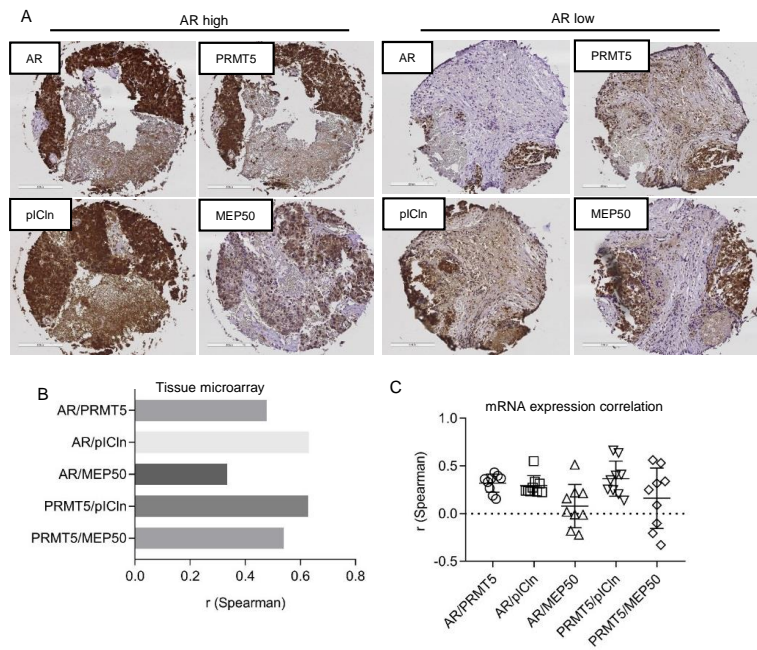 A
AR high
AR low
AR
PRMT5
AR
PRMT5
pICln
MEP50
pICln
MEP50
B
Tissue microarray
AR/PRMT5
AR/pICln
AR/MEP50
PRMT5/pICln
PRMT5/MEP50
0.0 0.2 0.4 0.6 0.8
r (Spearman)
C
mRNA expression correlation
1.0
0.5
0.0
-0.5
r (Spearman)
AR/PRMT5
AR/pICln
AR/MEP50
PRMT5/pICln
PRMT5/MEP50